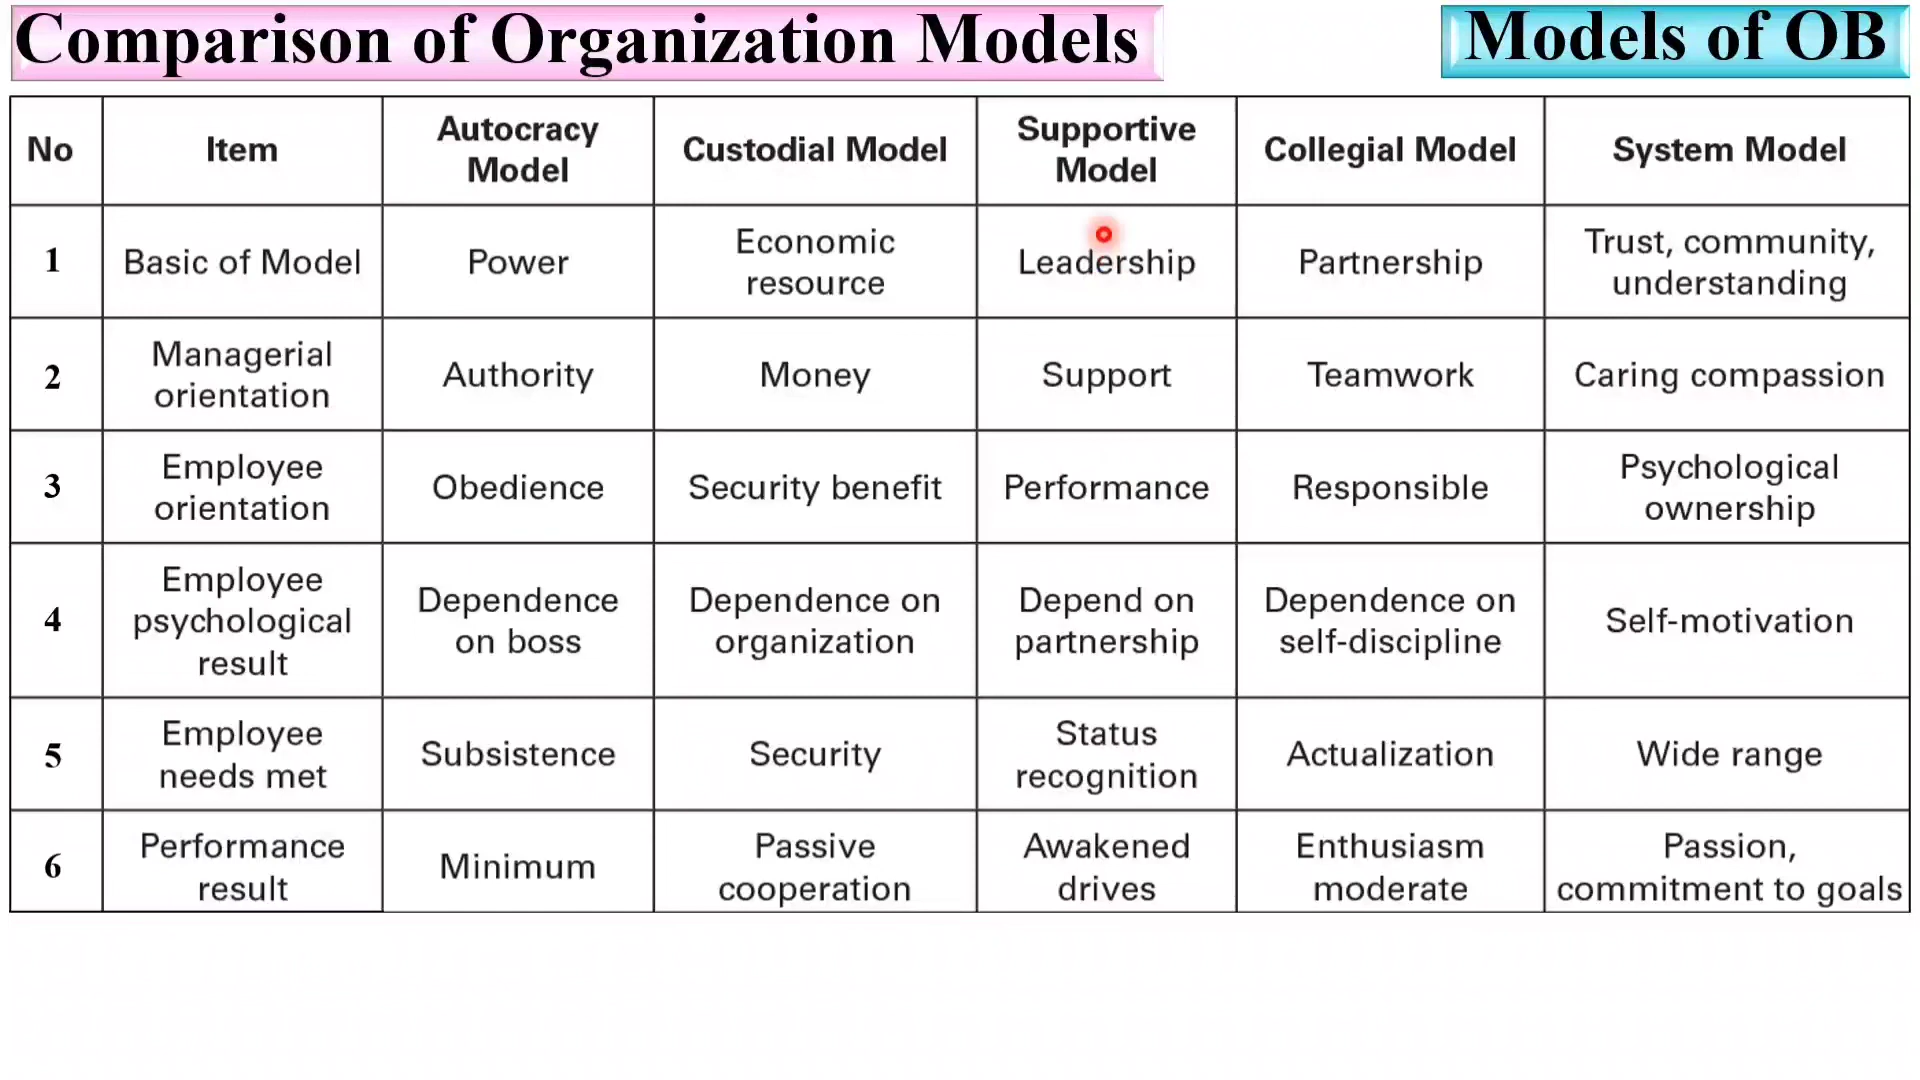 Comparison of Organization Models
Models of OB
No
Item
Autocracy
Model
Custodial Model
Supportive
Model
Collegial Model
System Model
1
Basic of Model
Power
Economic
resource
Leadership
Partnership
Trust, community,
understanding
2
Managerial
orientation
Authority
Money
Support
Teamwork
Caring compassion
3
Employee
orientation
Obedience
Security benefit
Performance
Responsible
Psychological
ownership
4
Employee
psychological
result
Dependence
on boss
Dependence on
organization
Depend on
partnership
Dependence on
self-discipline
Self-motivation
5
Employee
needs met
Subsistence
Security
Status
recognition
Actualization
Wide range
6
Performance
result
Minimum
Passive
cooperation
Awakened
drives
Enthusiasm
moderate
Passion,
commitment to goals